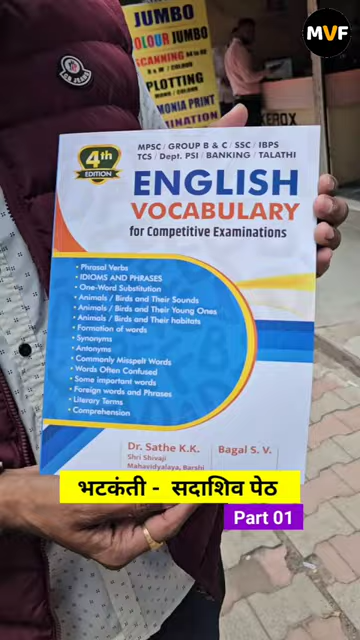 MVF
JUMBO
COLOUR JUMBO
SCANNING
PLOTTING
PRINT
XEROX
4th
EDITION
MPSC / GROUP B & C / SSC / IBPS
TCS / Dept. PSI / BANKING / TALATHI
ENGLISH
VOCABULARY
for Competitive Examinations
• Phrasal Verbs
• IDIOMS AND PHRASES
• One-Word Substitution
• Animals / Birds and Their Sounds
• Animals / Birds and Their Young Ones
• Animals / Birds and Their habitats
• Formation of words
• Synonyms
• Antonyms
• Commonly Misspelt Words
• Words Often Confused
• Some important words
• Foreign words and Phrases
• Literary Terms
• Comprehension
Dr. Sathe K.K. Bagal S. V.
Shri Shivaji
Mahavidyalaya, Barshi
भटकंती - सदाशिव पेठ
Part 01